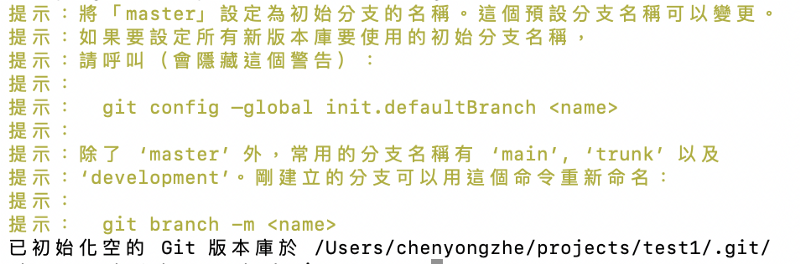 提示：將「master」設定為初始分支的名稱。這個預設分支名稱可以變更。
提示：如果要設定所有新版本庫要使用的初始分支名稱，
提示：請呼叫（會隱藏這個警告）：
提示：
提示：  git config —global init.defaultBranch <name>
提示：
提示：除了 ‘master’ 外，常用的分支名稱有 ‘main’, ‘trunk’ 以及
提示：‘development’。剛建立的分支可以用這個命令重新命名：
提示：
提示：  git branch —m <name>
已初始化空的 Git 版本庫於 /Users/chenyongzhe/projects/test1/.git/